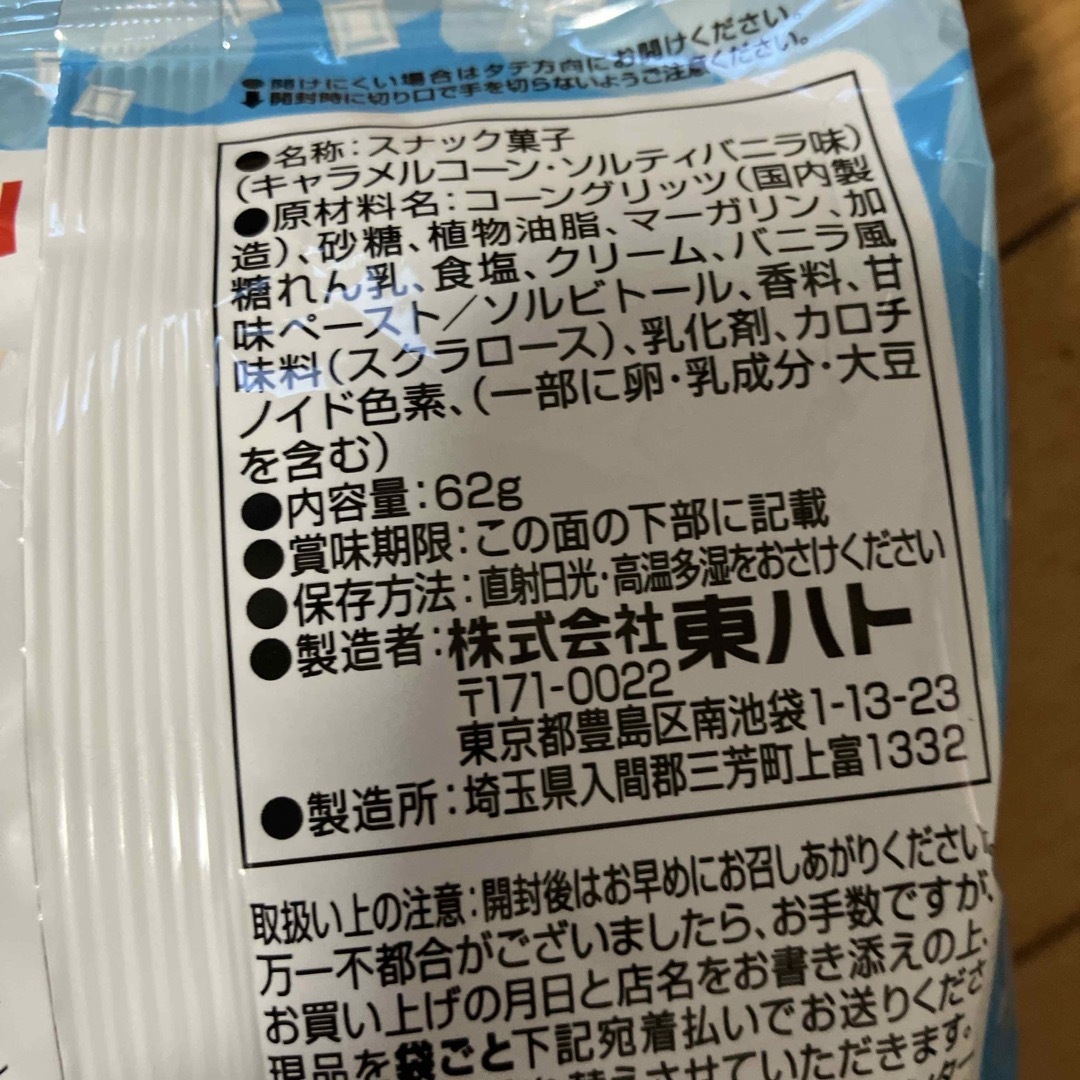 ●開けにくい場合はタテ方向にお開けください。
開封時に切り口で手を切らないようご注意ください。
●名称：スナック菓子
(キャラメルコーン・ソルティバニラ味)
●原材料名：コーングリッツ(国内製
造)、砂糖、植物油脂、マーガリン、加
糖れん乳、食塩、クリーム、バニラ風
味ペースト／ソルビトール、香料、甘
味料(スクラロース)、乳化剤、カロチ
ノイド色素、(一部に卵・乳成分・大豆
を含む)
●内容量：62g
●賞味期限：この面の下部に記載
●保存方法：直射日光・高温多湿をおさけください
●製造者：株式会社東ハト
〒171-0022
東京都豊島区南池袋1-13-23
●製造所：埼玉県入間郡三芳町上富1332
取扱い上の注意：開封後はお早めにお召しあがりください。
万一不都合がございましたら、お手数ですが、
お買い上げの月日と店名をお書き添えの上、
現品を袋ごと下記宛着払いでお送りくださ
替えさせていただきます。